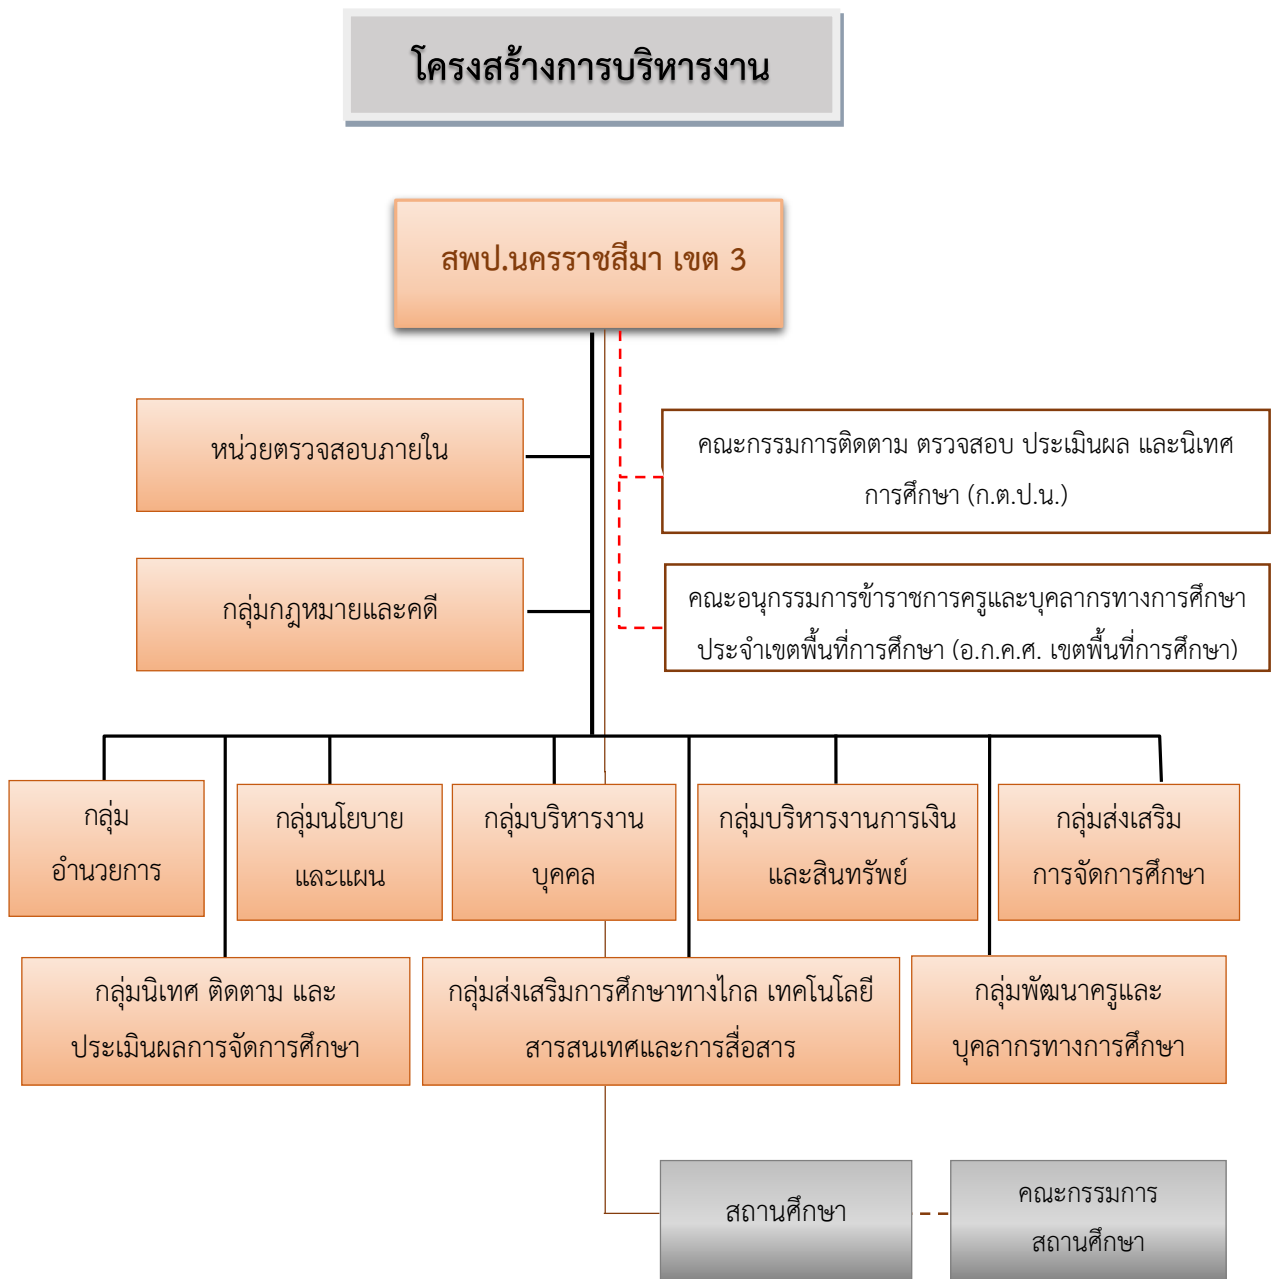 โครงสร้างการบริหารงาน
สพป.นครราชสีมา เขต 3
หน่วยตรวจสอบภายใน
คณะกรรมการติดตาม ตรวจสอบ ประเมินผล และนิเทศ
การศึกษา (ก.ต.ป.น.)
กลุ่มกฎหมายและคดี
คณะอนุกรรมการข้าราชการครูและบุคลากรทางการศึกษา
ประจำเขตพื้นที่การศึกษา (อ.ก.ค.ศ. เขตพื้นที่การศึกษา)
กลุ่ม
อำนวยการ
กลุ่มนโยบาย
และแผน
กลุ่มบริหารงาน
บุคคล
กลุ่มบริหารงานการเงิน
และสินทรัพย์
กลุ่มส่งเสริม
การจัดการศึกษา
กลุ่มนิเทศ ติดตาม และ
ประเมินผลการจัดการศึกษา
กลุ่มส่งเสริมการศึกษาทางไกล เทคโนโลยี
สารสนเทศและการสื่อสาร
กลุ่มพัฒนาครูและ
บุคลากรทางการศึกษา
สถานศึกษา
คณะกรรมการ
สถานศึกษา